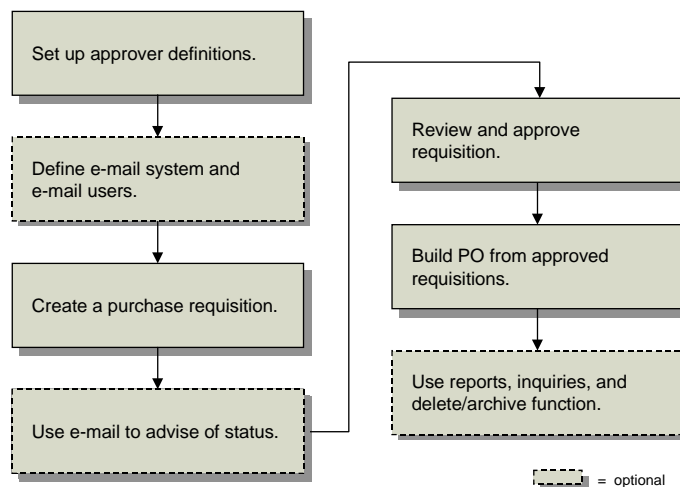 Set up approver definitions.
Define e-mail system and
e-mail users.
Create a purchase requisition.
Use e-mail to advise of status.
Review and approve
requisition.
Build PO from approved
requisitions.
Use reports, inquiries, and
delete/archive function.
= optional